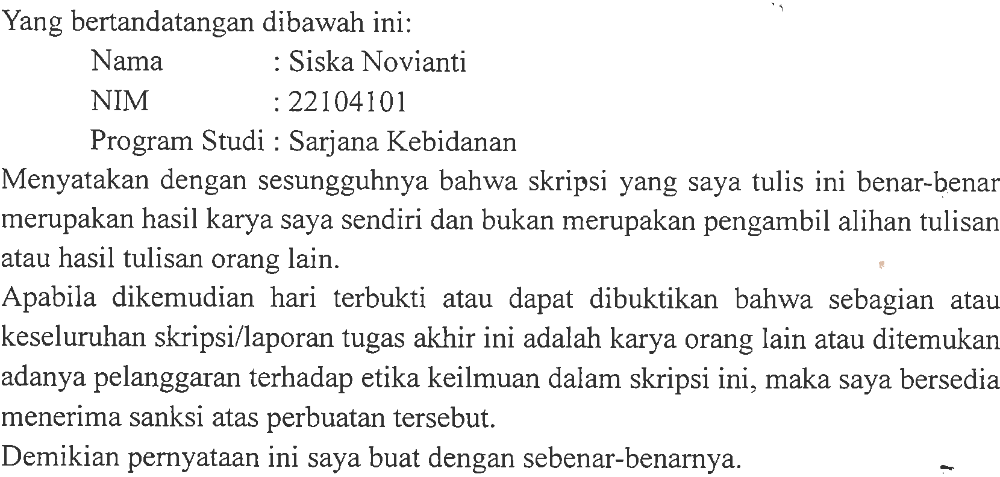 Yang bertandatangan dibawah ini:
Nama : Siska Novianti
NIM : 22104101
Program Studi : Sarjana Kebidanan
Menyatakan dengan sesungguhnya bahwa skripsi yang saya tulis ini benar-benar
merupakan hasil karya saya sendiri dan bukan merupakan pengambil alihan tulisan
atau hasil tulisan orang lain.
Apabila dikemudian hari terbukti atau dapat dibuktikan bahwa sebagian atau
keseluruhan skripsi/laporan tugas akhir ini adalah karya orang lain atau ditemukan
adanya pelanggaran terhadap etika keilmuan dalam skripsi ini, maka saya bersedia
menerima sanksi atas perbuatan tersebut.
Demikian pernyataan ini saya buat dengan sebenar-benarnya.